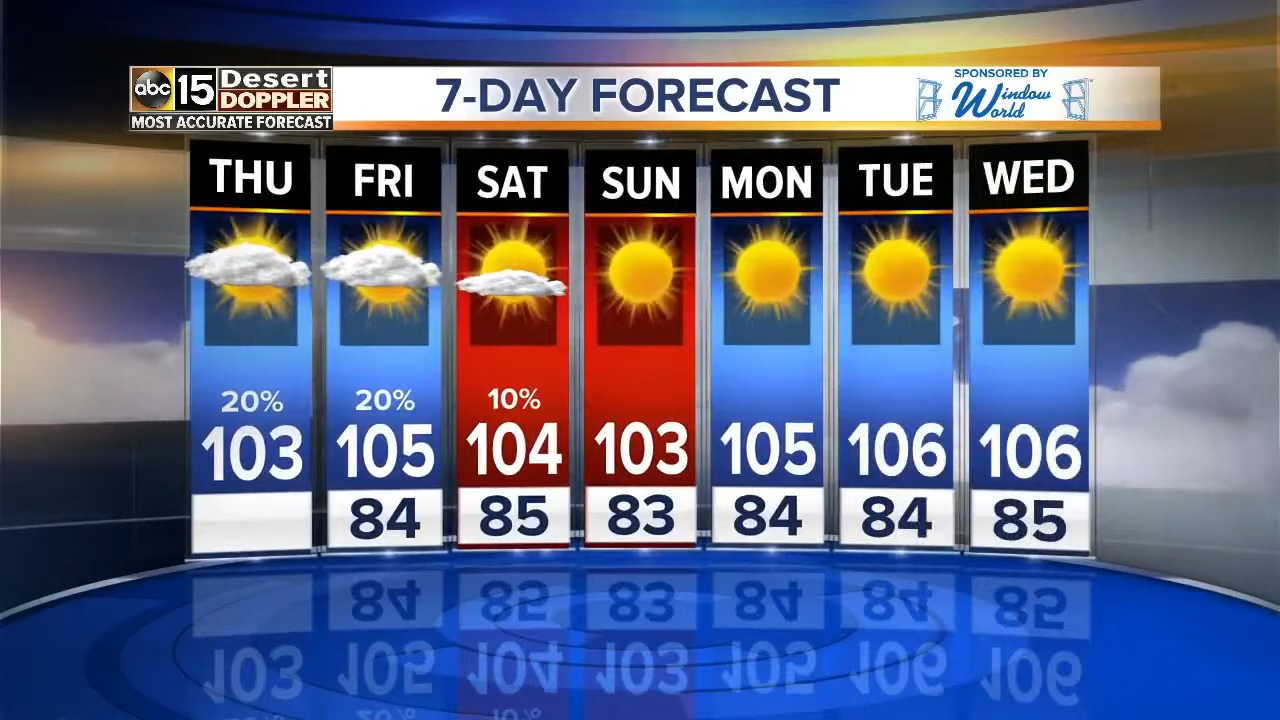 abc 15 Desert DOPPLER
MOST ACCURATE FORECAST
7-DAY FORECAST
SPONSORED BY
Window World
THU FRI SAT SUN MON TUE WED
20% 20% 10%
103 105 104 103 105 106 106
84 85 83 84 84 85